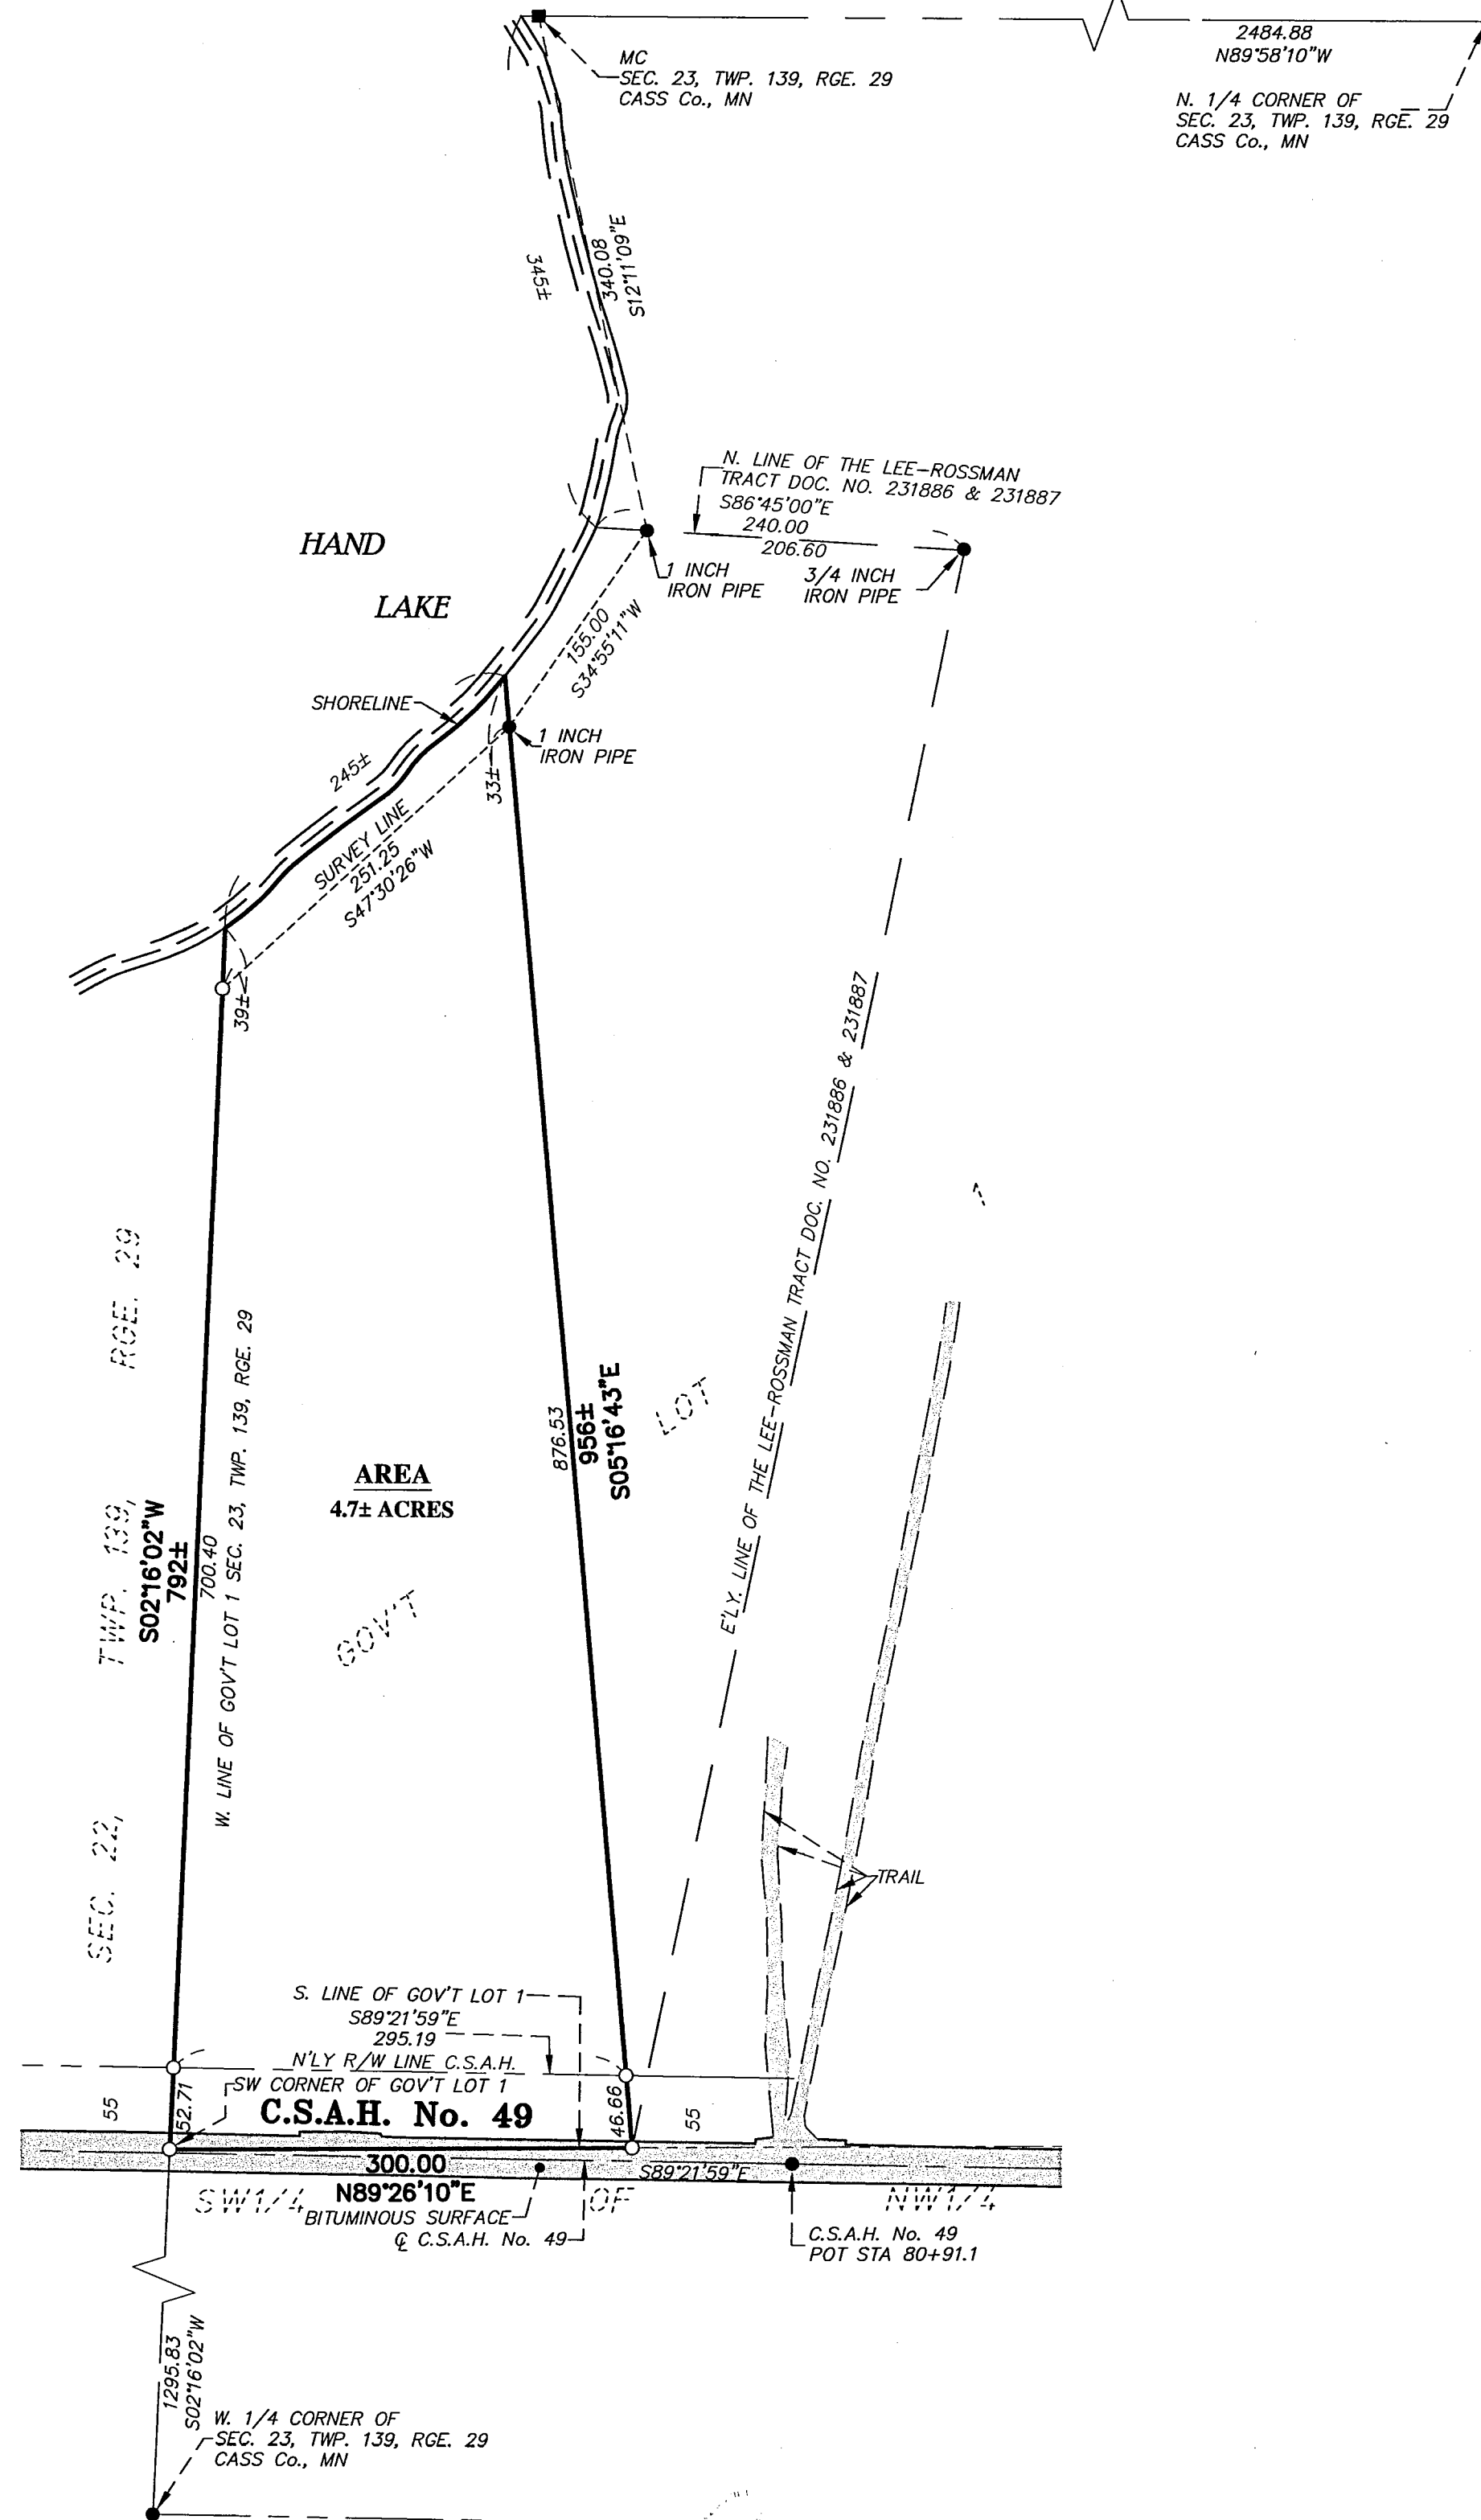 2484.88
N89°58'10"W
MC
SEC. 23, TWP. 139, RGE. 29
CASS Co., MN
N. 1/4 CORNER OF
SEC. 23, TWP. 139, RGE. 29
CASS Co., MN
345±
340.08
S12°11'09"E
N. LINE OF THE LEE-ROSSMAN
TRACT DOC. NO. 231886 & 231887
S86°45'00"E
240.00
206.60
HAND
LAKE
1 INCH
IRON PIPE
3/4 INCH
IRON PIPE
155.00
S34°55'11"W
SHORELINE
1 INCH
IRON PIPE
33±
245±
SURVEY LINE
251.25
S47°30'26"W
39±
E'LY. LINE OF THE LEE-ROSSMAN TRACT DOC. NO. 231886 & 231887
SEC. 22, TWP. 139, RGE. 29
S02°16'02"W
792±
700.40
W. LINE OF GOV'T LOT 1 SEC. 23, TWP. 139, RGE. 29
876.53
956±
S05°16'43"E
AREA
4.7± ACRES
GOV'T LOT
TRAIL
S. LINE OF GOV'T LOT 1
S89°21'59"E
295.19
N'LY R/W LINE C.S.A.H.
SW CORNER OF GOV'T LOT 1
55
52.71
C.S.A.H. No. 49
46.66
55
300.00
N89°26'10"E
S89°21'59"E
SW1/4 OF NW1/4
BITUMINOUS SURFACE
℄ C.S.A.H. No. 49
C.S.A.H. No. 49
POT STA 80+91.1
1295.83
S02°16'02"W
W. 1/4 CORNER OF
SEC. 23, TWP. 139, RGE. 29
CASS Co., MN